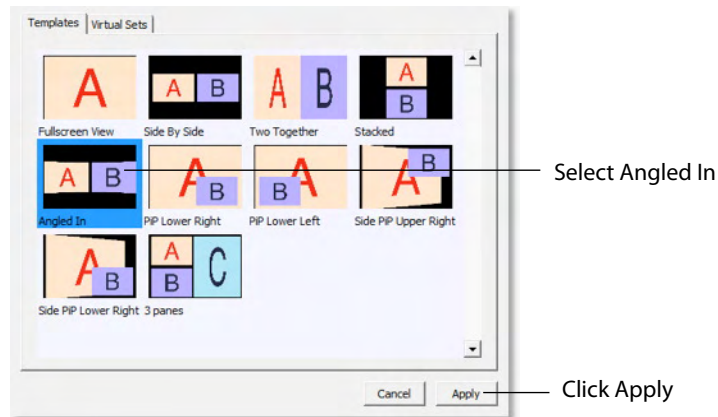 Templates Virtual Sets
A A B A B A B
Fullscreen View Side By Side Two Together Stacked
A B A B A B A B
Select Angled In
Angled In PiP Lower Right PiP Lower Left Side PiP Upper Right
A B A B C
Side PiP Lower Right 3 panes
Cancel Apply
Click Apply